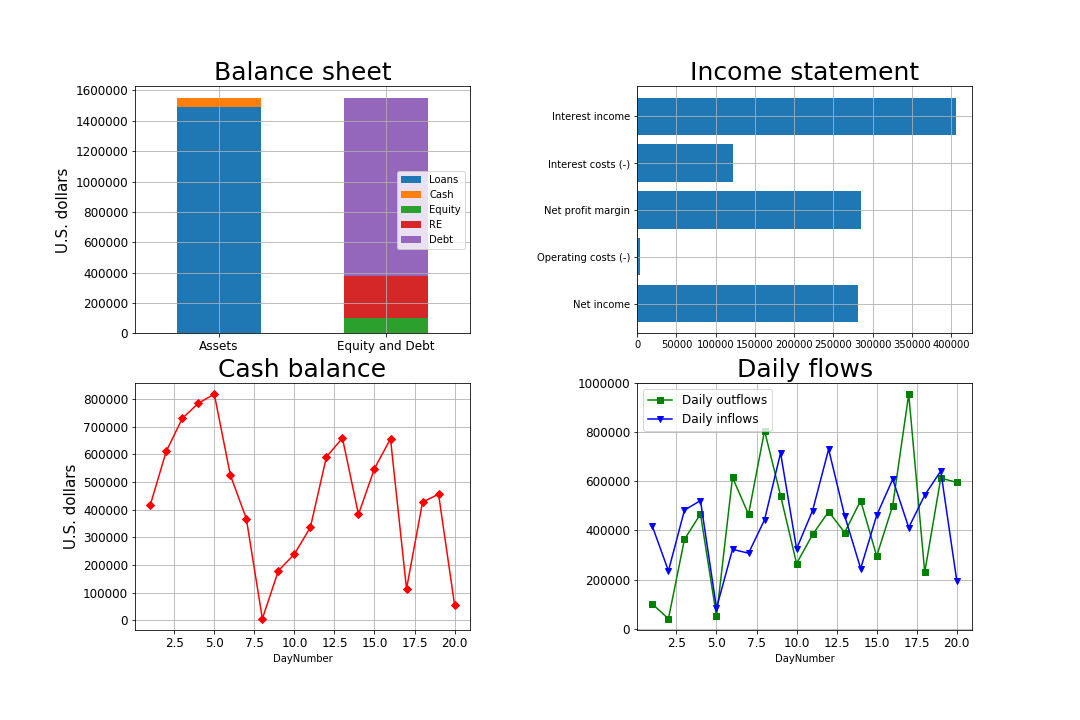 Balance sheet
U.S. dollars
1600000
1400000
1200000
1000000
800000
600000
400000
200000
0
Loans
Cash
Equity
RE
Debt
Assets
Equity and Debt
Income statement
Interest income
Interest costs (-)
Net profit margin
Operating costs (-)
Net income
0 50000 100000 150000 200000 250000 300000 350000 400000
Cash balance
U.S. dollars
800000
700000
600000
500000
400000
300000
200000
100000
0
2.5 5.0 7.5 10.0 12.5 15.0 17.5 20.0
DayNumber
Daily flows
1000000
800000
600000
400000
200000
0
Daily outflows
Daily inflows
2.5 5.0 7.5 10.0 12.5 15.0 17.5 20.0
DayNumber